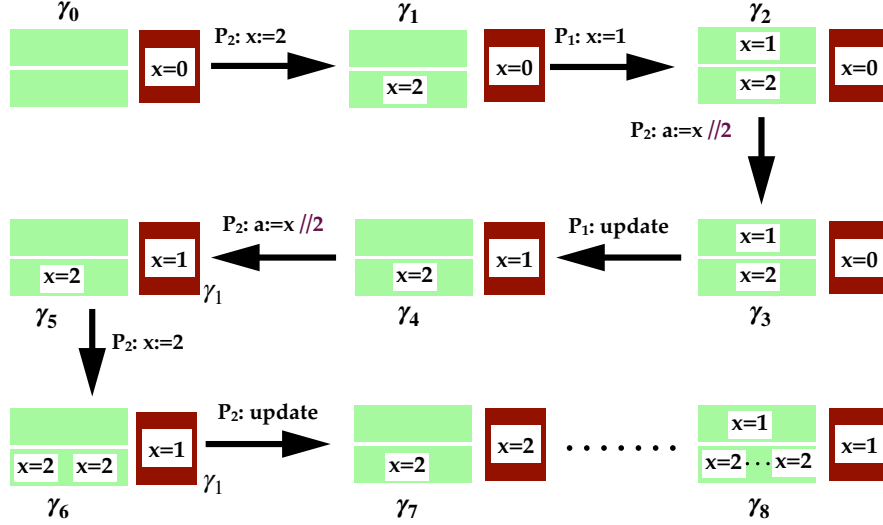 γ₀ γ₁ γ₂
P₂: x:=2 P₁: x:=1
x=1
x=0 x=0 x=0
x=2 x=2
P₂: a:=x //2
P₂: a:=x //2 P₁: update
x=1
x=1 x=1 x=0
x=2 x=2 x=2
γ₁
γ₅ γ₄ γ₃
P₂: x:=2
P₂: update
x=1
x=1 x=2 ....... x=1
x=2 x=2 x=2 x=2...x=2
γ₁
γ₆ γ₇ γ₈